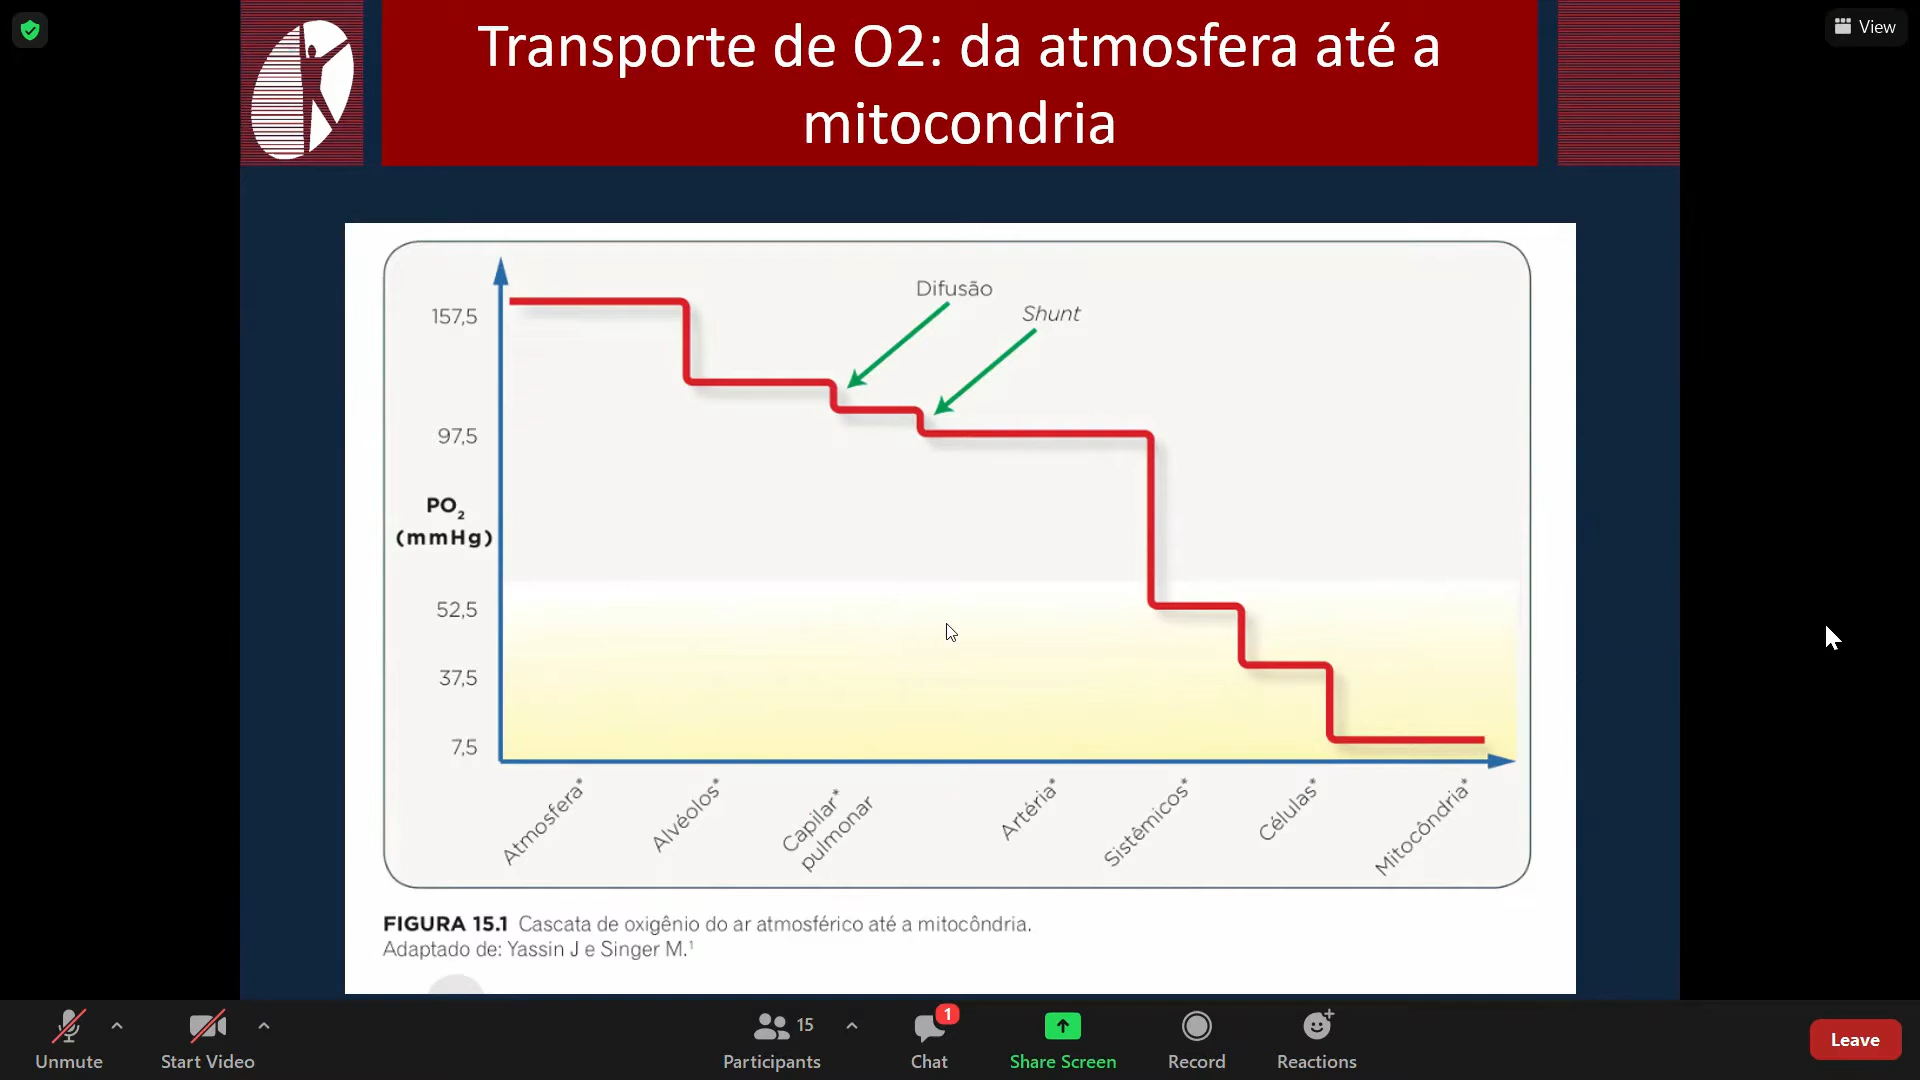 View
Transporte de O2: da atmosfera até a
mitocondria
Difusão
Shunt
157,5
97,5
PO2
(mmHg)
52,5
37,5
7,5
Atmosfera*
Alvéolos*
Capilar*
pulmonar
Artéria*
Sistêmicos*
Células*
Mitocôndria*
FIGURA 15.1 Cascata de oxigênio do ar atmosférico até a mitocôndria.
Adaptado de: Yassin J e Singer M.¹
Unmute
Start Video
15
Participants
1
Chat
Share Screen
Record
Reactions
Leave